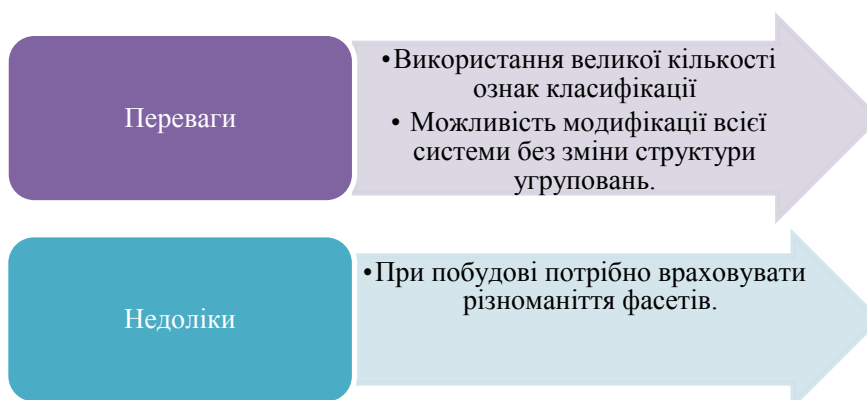 Переваги
•Використання великої кількості
ознак класифікації
• Можливість модифікації всієї
системи без зміни структури
угруповань.
Недоліки
•При побудові потрібно враховувати
різноманіття фасетів.